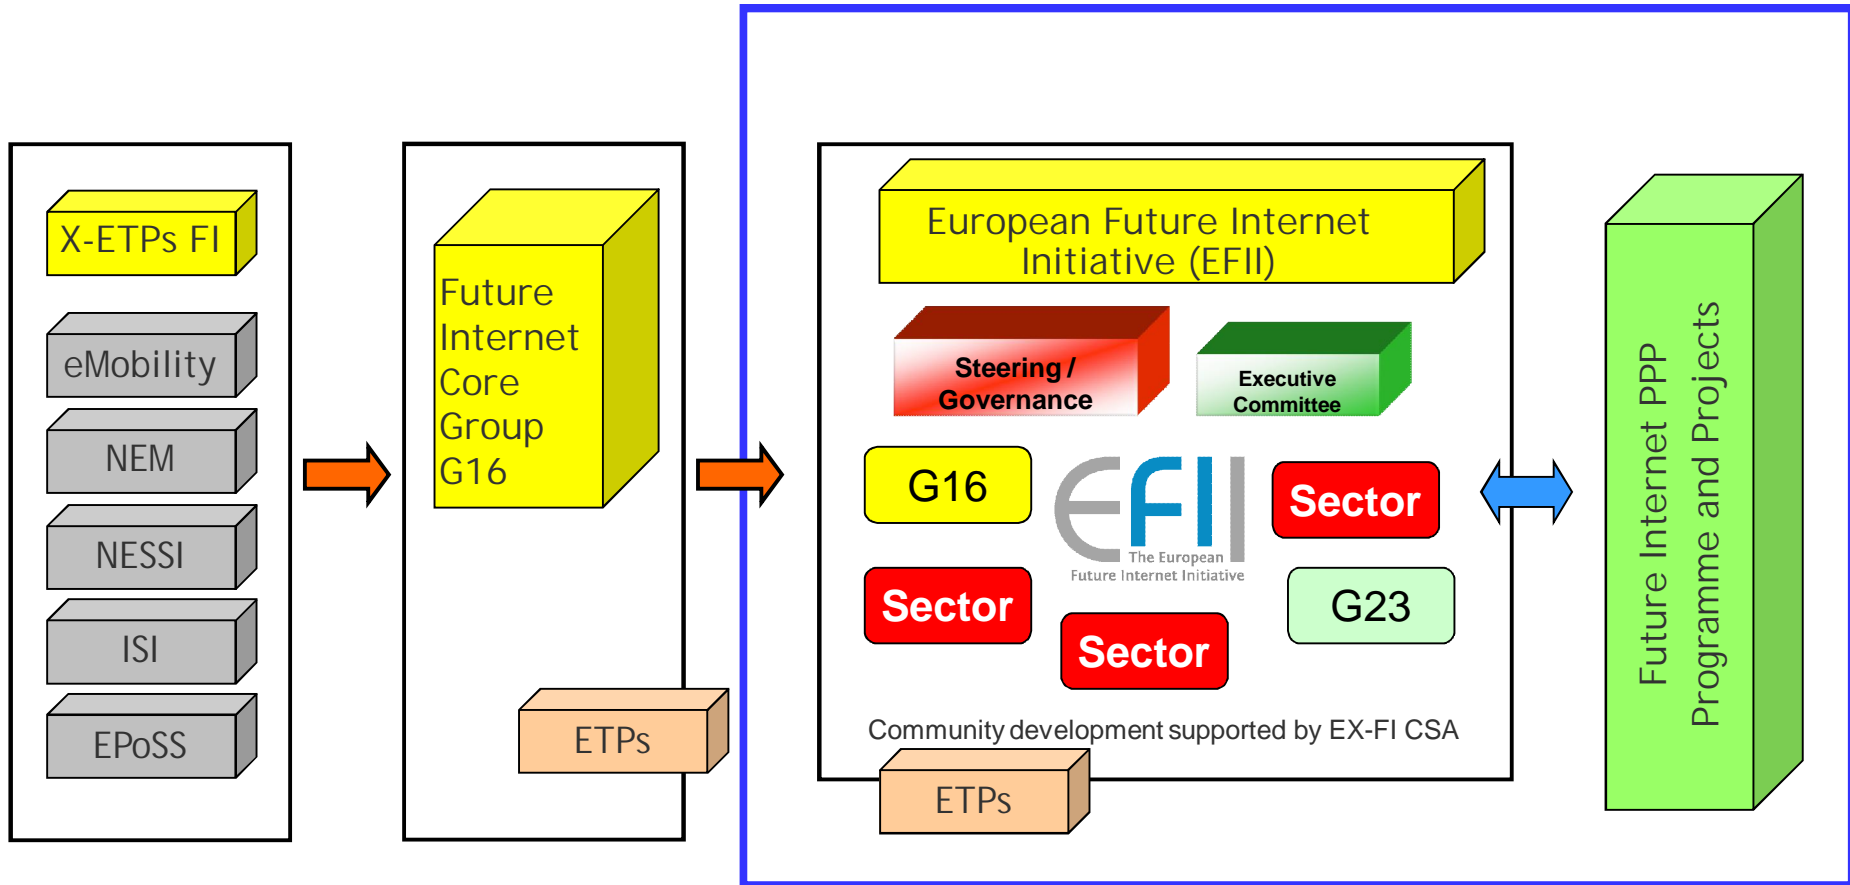 X-ETPs FI
eMobility
NEM
NESSI
ISI
EPoSS
Future
Internet
Core
Group
G16
ETPs
European Future Internet
Initiative (EFII)
Steering /
Governance
Executive
Committee
G16
EFII
The European
Future Internet Initiative
Sector
Sector
Sector
G23
Community development supported by EX-FI CSA
ETPs
Future Internet PPP
Programme and Projects